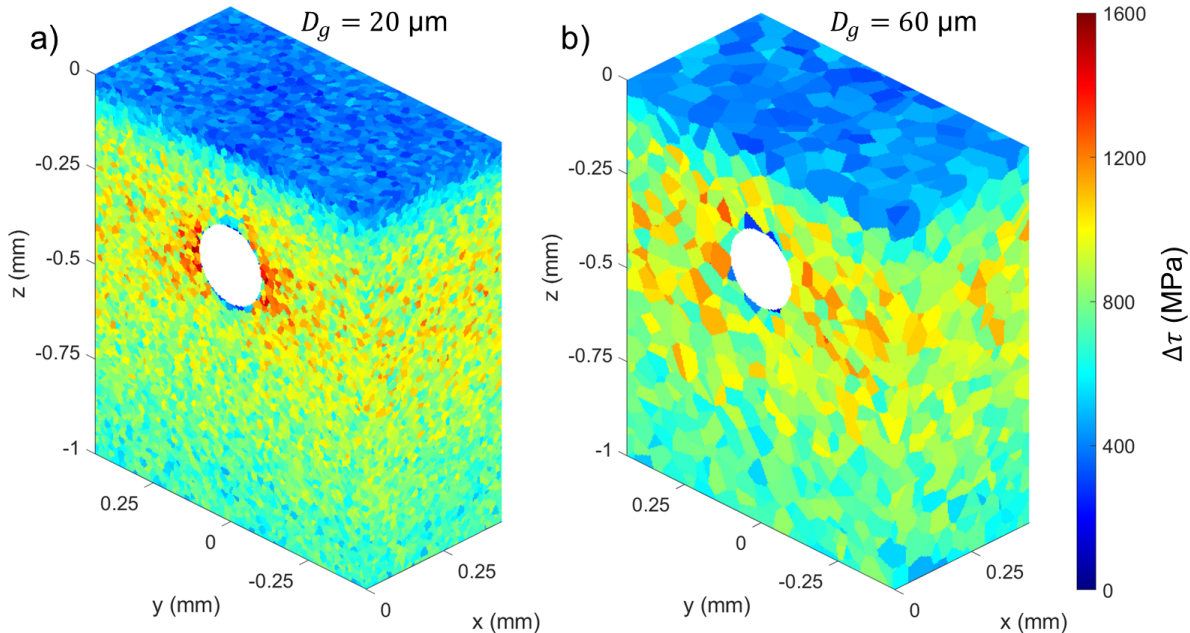 a)
D_g = 20 μm
0
-0.25
-0.5
-0.75
-1
z (mm)
0.25
0
-0.25
y (mm)
0
0.25
x (mm)
b)
D_g = 60 μm
0
-0.25
-0.5
-0.75
-1
z (mm)
0.25
0
-0.25
y (mm)
0
0.25
x (mm)
1600
1200
800
400
0
Δτ (MPa)